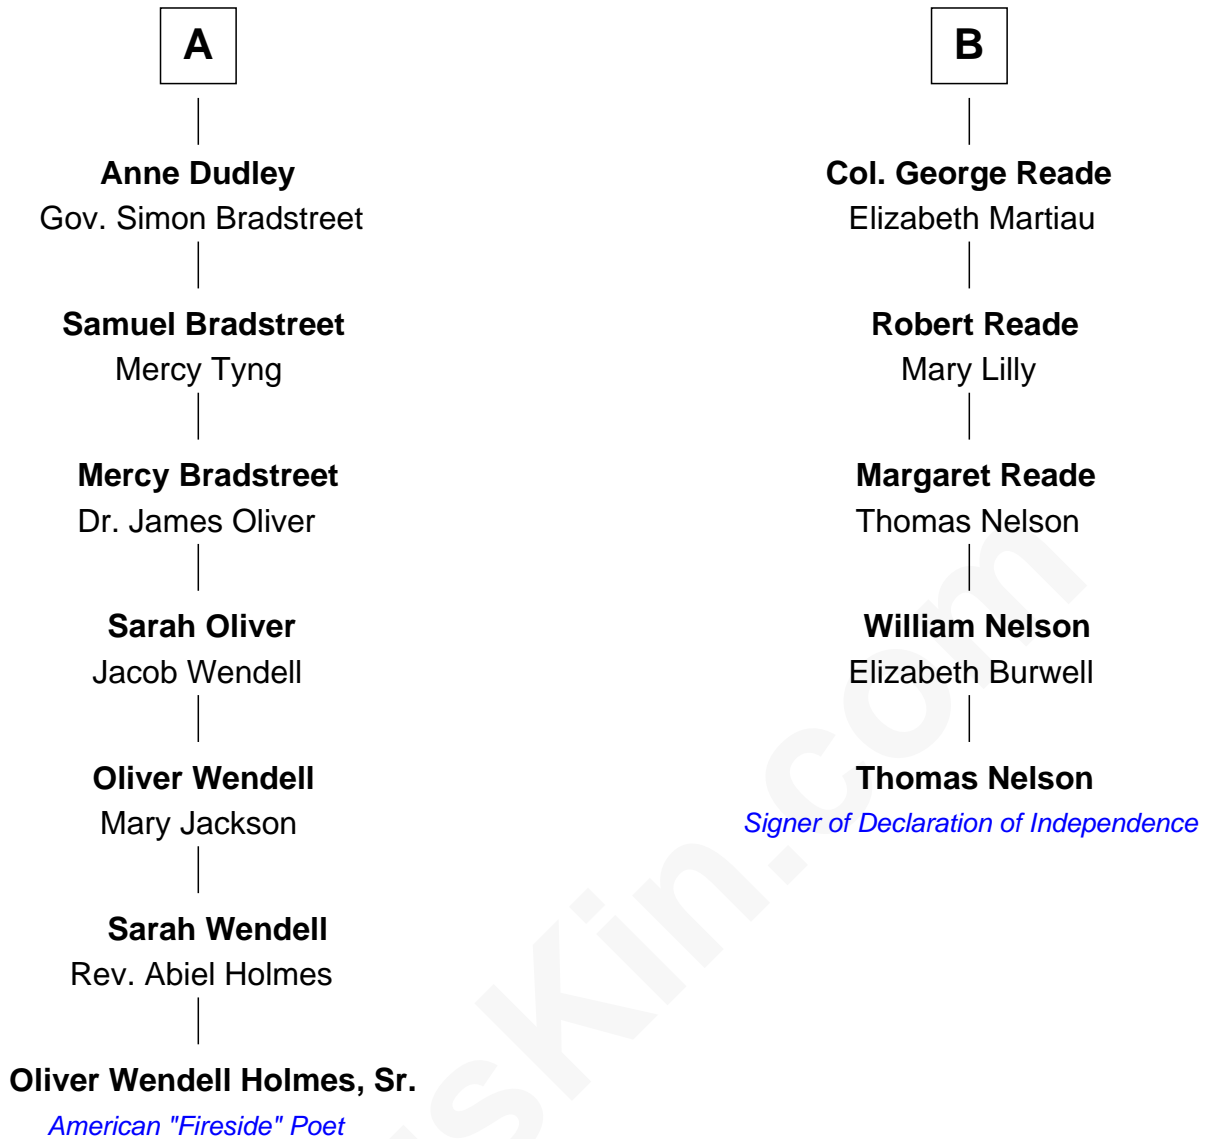 A
Anne Dudley
Gov. Simon Bradstreet
Samuel Bradstreet
Mercy Tyng
Mercy Bradstreet
Dr. James Oliver
Sarah Oliver
Jacob Wendell
Oliver Wendell
Mary Jackson
Sarah Wendell
Rev. Abiel Holmes
Oliver Wendell Holmes, Sr.
American "Fireside" Poet
B
Col. George Reade
Elizabeth Martiau
Robert Reade
Mary Lilly
Margaret Reade
Thomas Nelson
William Nelson
Elizabeth Burwell
Thomas Nelson
Signer of Declaration of Independence
sKin.com